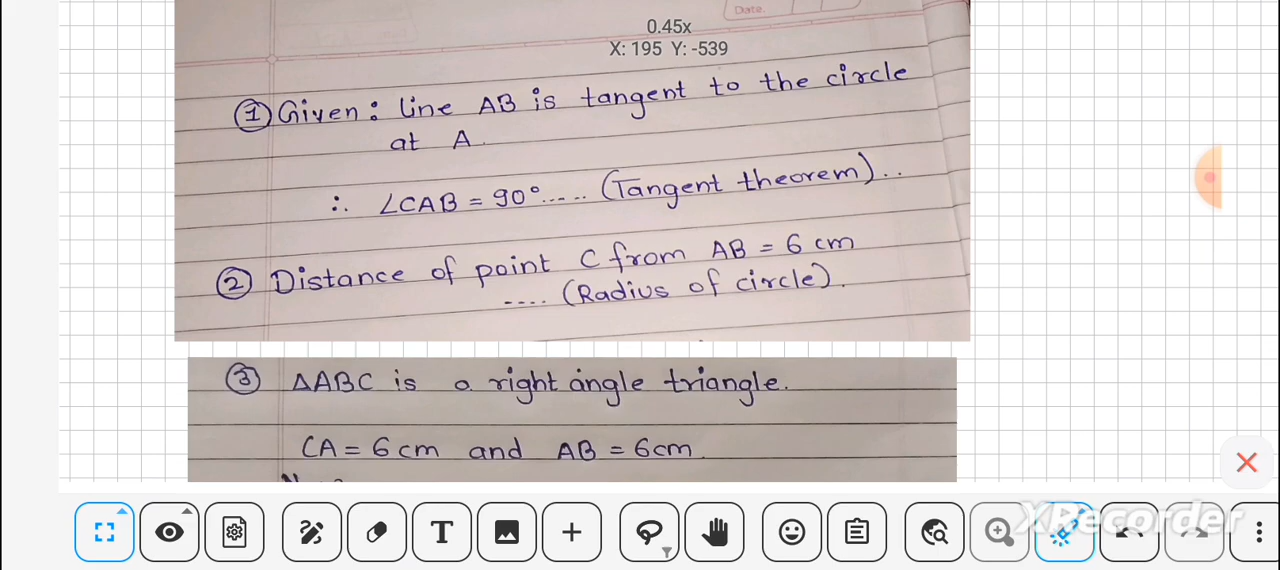 Date.
0.45x
X: 195 Y: -539
① Given: line AB is tangent to the circle
at A.
∴ ∠CAB = 90°..... (Tangent theorem)..
② Distance of point C from AB = 6 cm
.... (Radius of circle).
③ ΔABC is a right angle triangle.
CA = 6 cm and AB = 6cm.
T
XRecorder